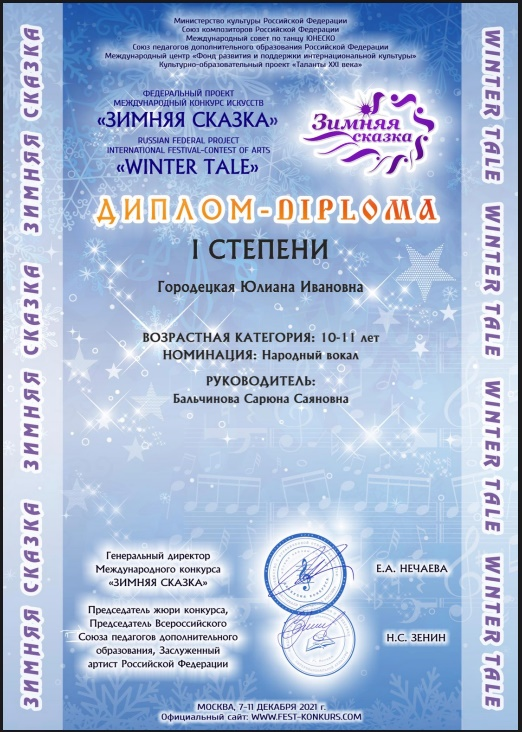 Министерство культуры Российской Федерации
Союз композиторов Российской Федерации
Международный совет по танцу ЮНЕСКО
Союз педагогов дополнительного образования Российской Федерации
Международный центр «Фонд развития и поддержки интернациональной культуры»
Культурно-образовательный проект «Таланты XXI века»
ФЕДЕРАЛЬНЫЙ ПРОЕКТ
МЕЖДУНАРОДНЫЙ КОНКУРС ИСКУССТВ
«ЗИМНЯЯ СКАЗКА»
RUSSIAN FEDERAL PROJECT
INTERNATIONAL FESTIVAL-CONTEST OF ARTS
«WINTER TALE»
Зимняя
сказка
ДИПЛОМ-DIPLOMA
I СТЕПЕНИ
Городецкая Юлиана Ивановна
ВОЗРАСТНАЯ КАТЕГОРИЯ: 10-11 лет
НОМИНАЦИЯ: Народный вокал
РУКОВОДИТЕЛЬ:
Бальчинова Сарюна Саяновна
Генеральный директор
Международного конкурса
«ЗИМНЯЯ СКАЗКА»
Е.А. НЕЧАЕВА
Председатель жюри конкурса,
Председатель Всероссийского
Союза педагогов дополнительного
образования, Заслуженный
артист Российской Федерации
Н.С. ЗЕНИН
МОСКВА, 7-11 ДЕКАБРЯ 2021 г.
Официальный сайт: WWW.FEST-KONKURS.COM
ЗИМНЯЯ СКАЗКА ЗИМНЯЯ СКАЗКА ЗИМНЯЯ СКАЗКА
WINTER TALE WINTER TALE WINTER TALE WINTER TALE